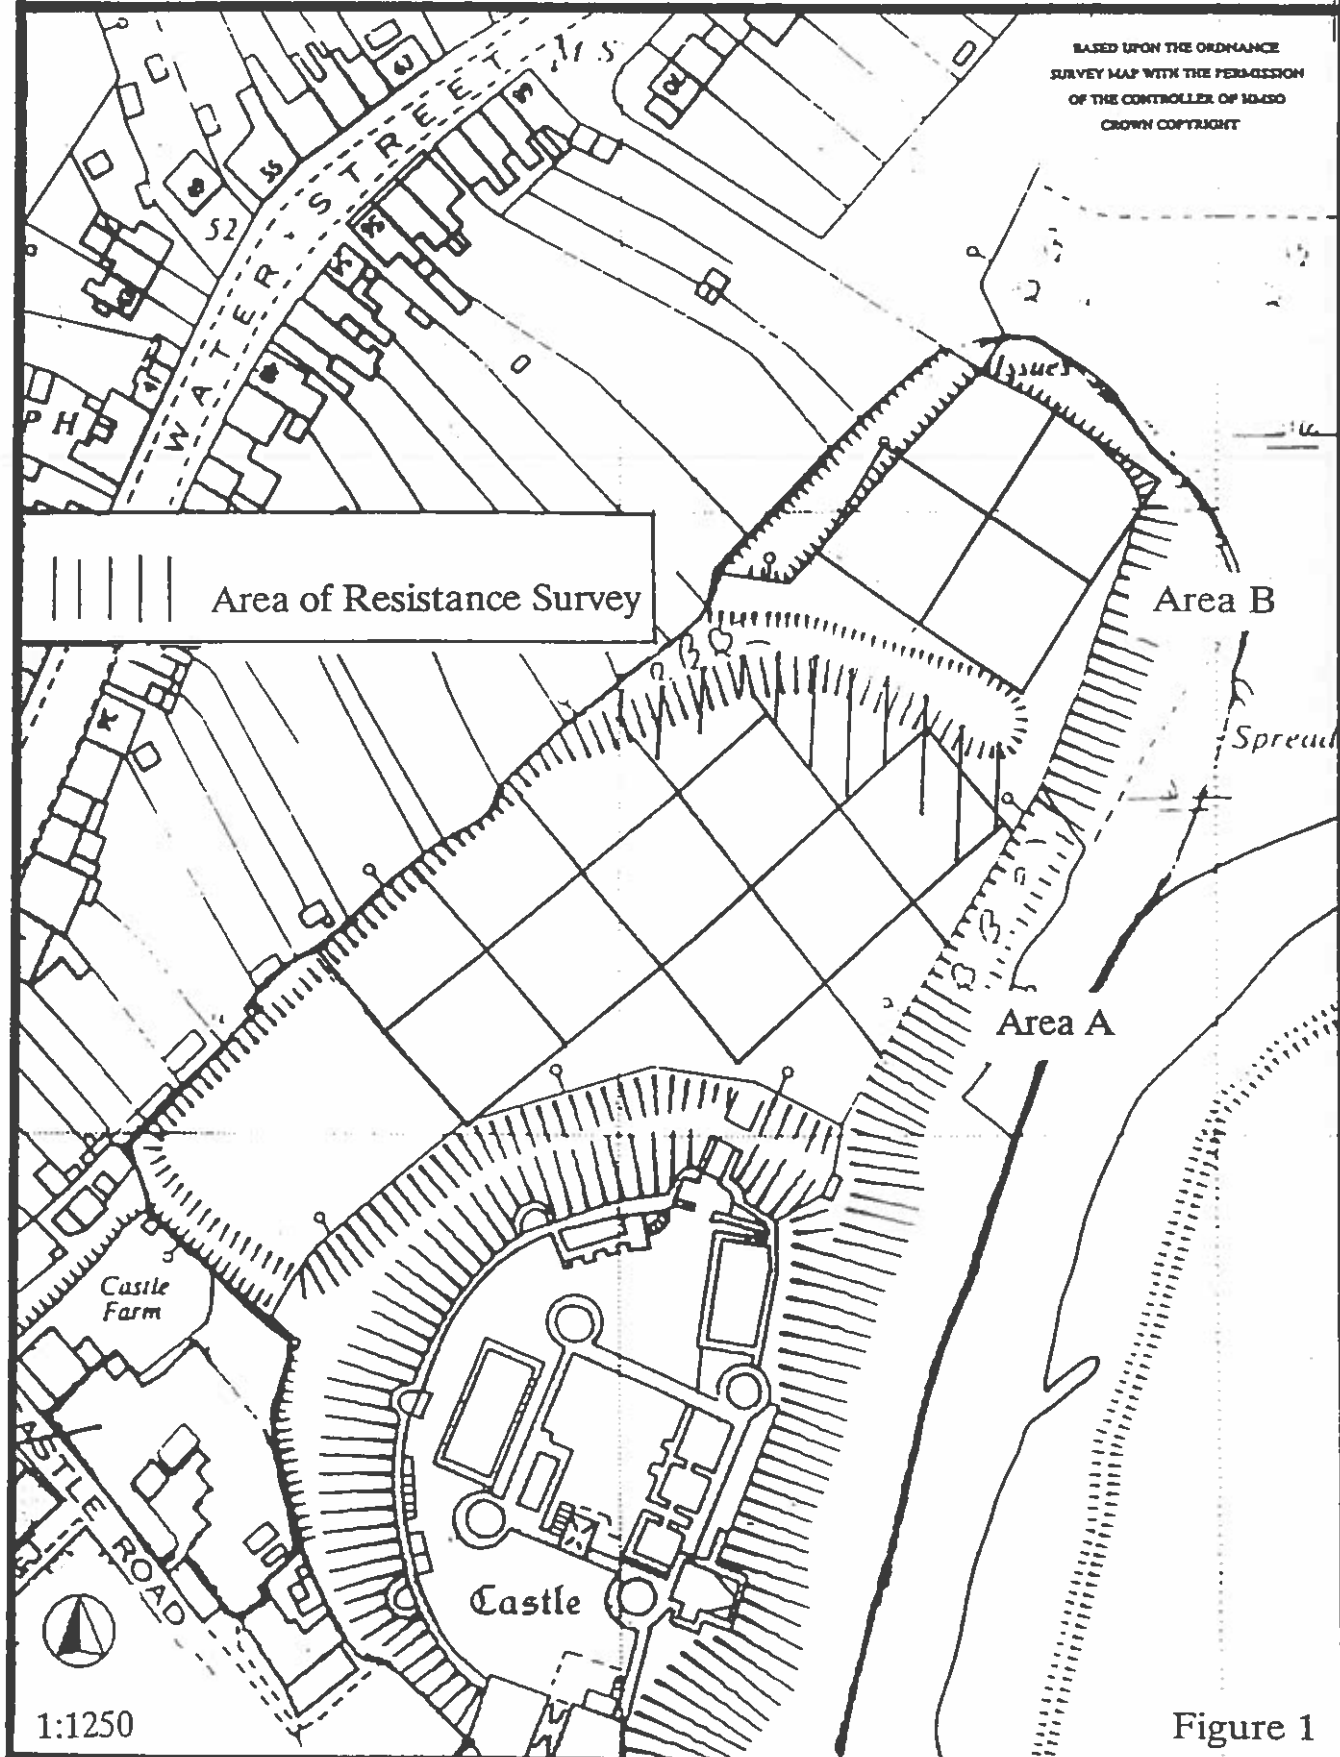 BASED UPON THE ORDNANCE
SURVEY MAP WITH THE PERMISSION
OF THE CONTROLLER OF HMSO
CROWN COPYRIGHT
M S
WATER STREET
55
52
P H
Issues
Area of Resistance Survey
Area B
Spread
Area A
Castle
Farm
CASTLE ROAD
Castle
1:1250
Figure 1